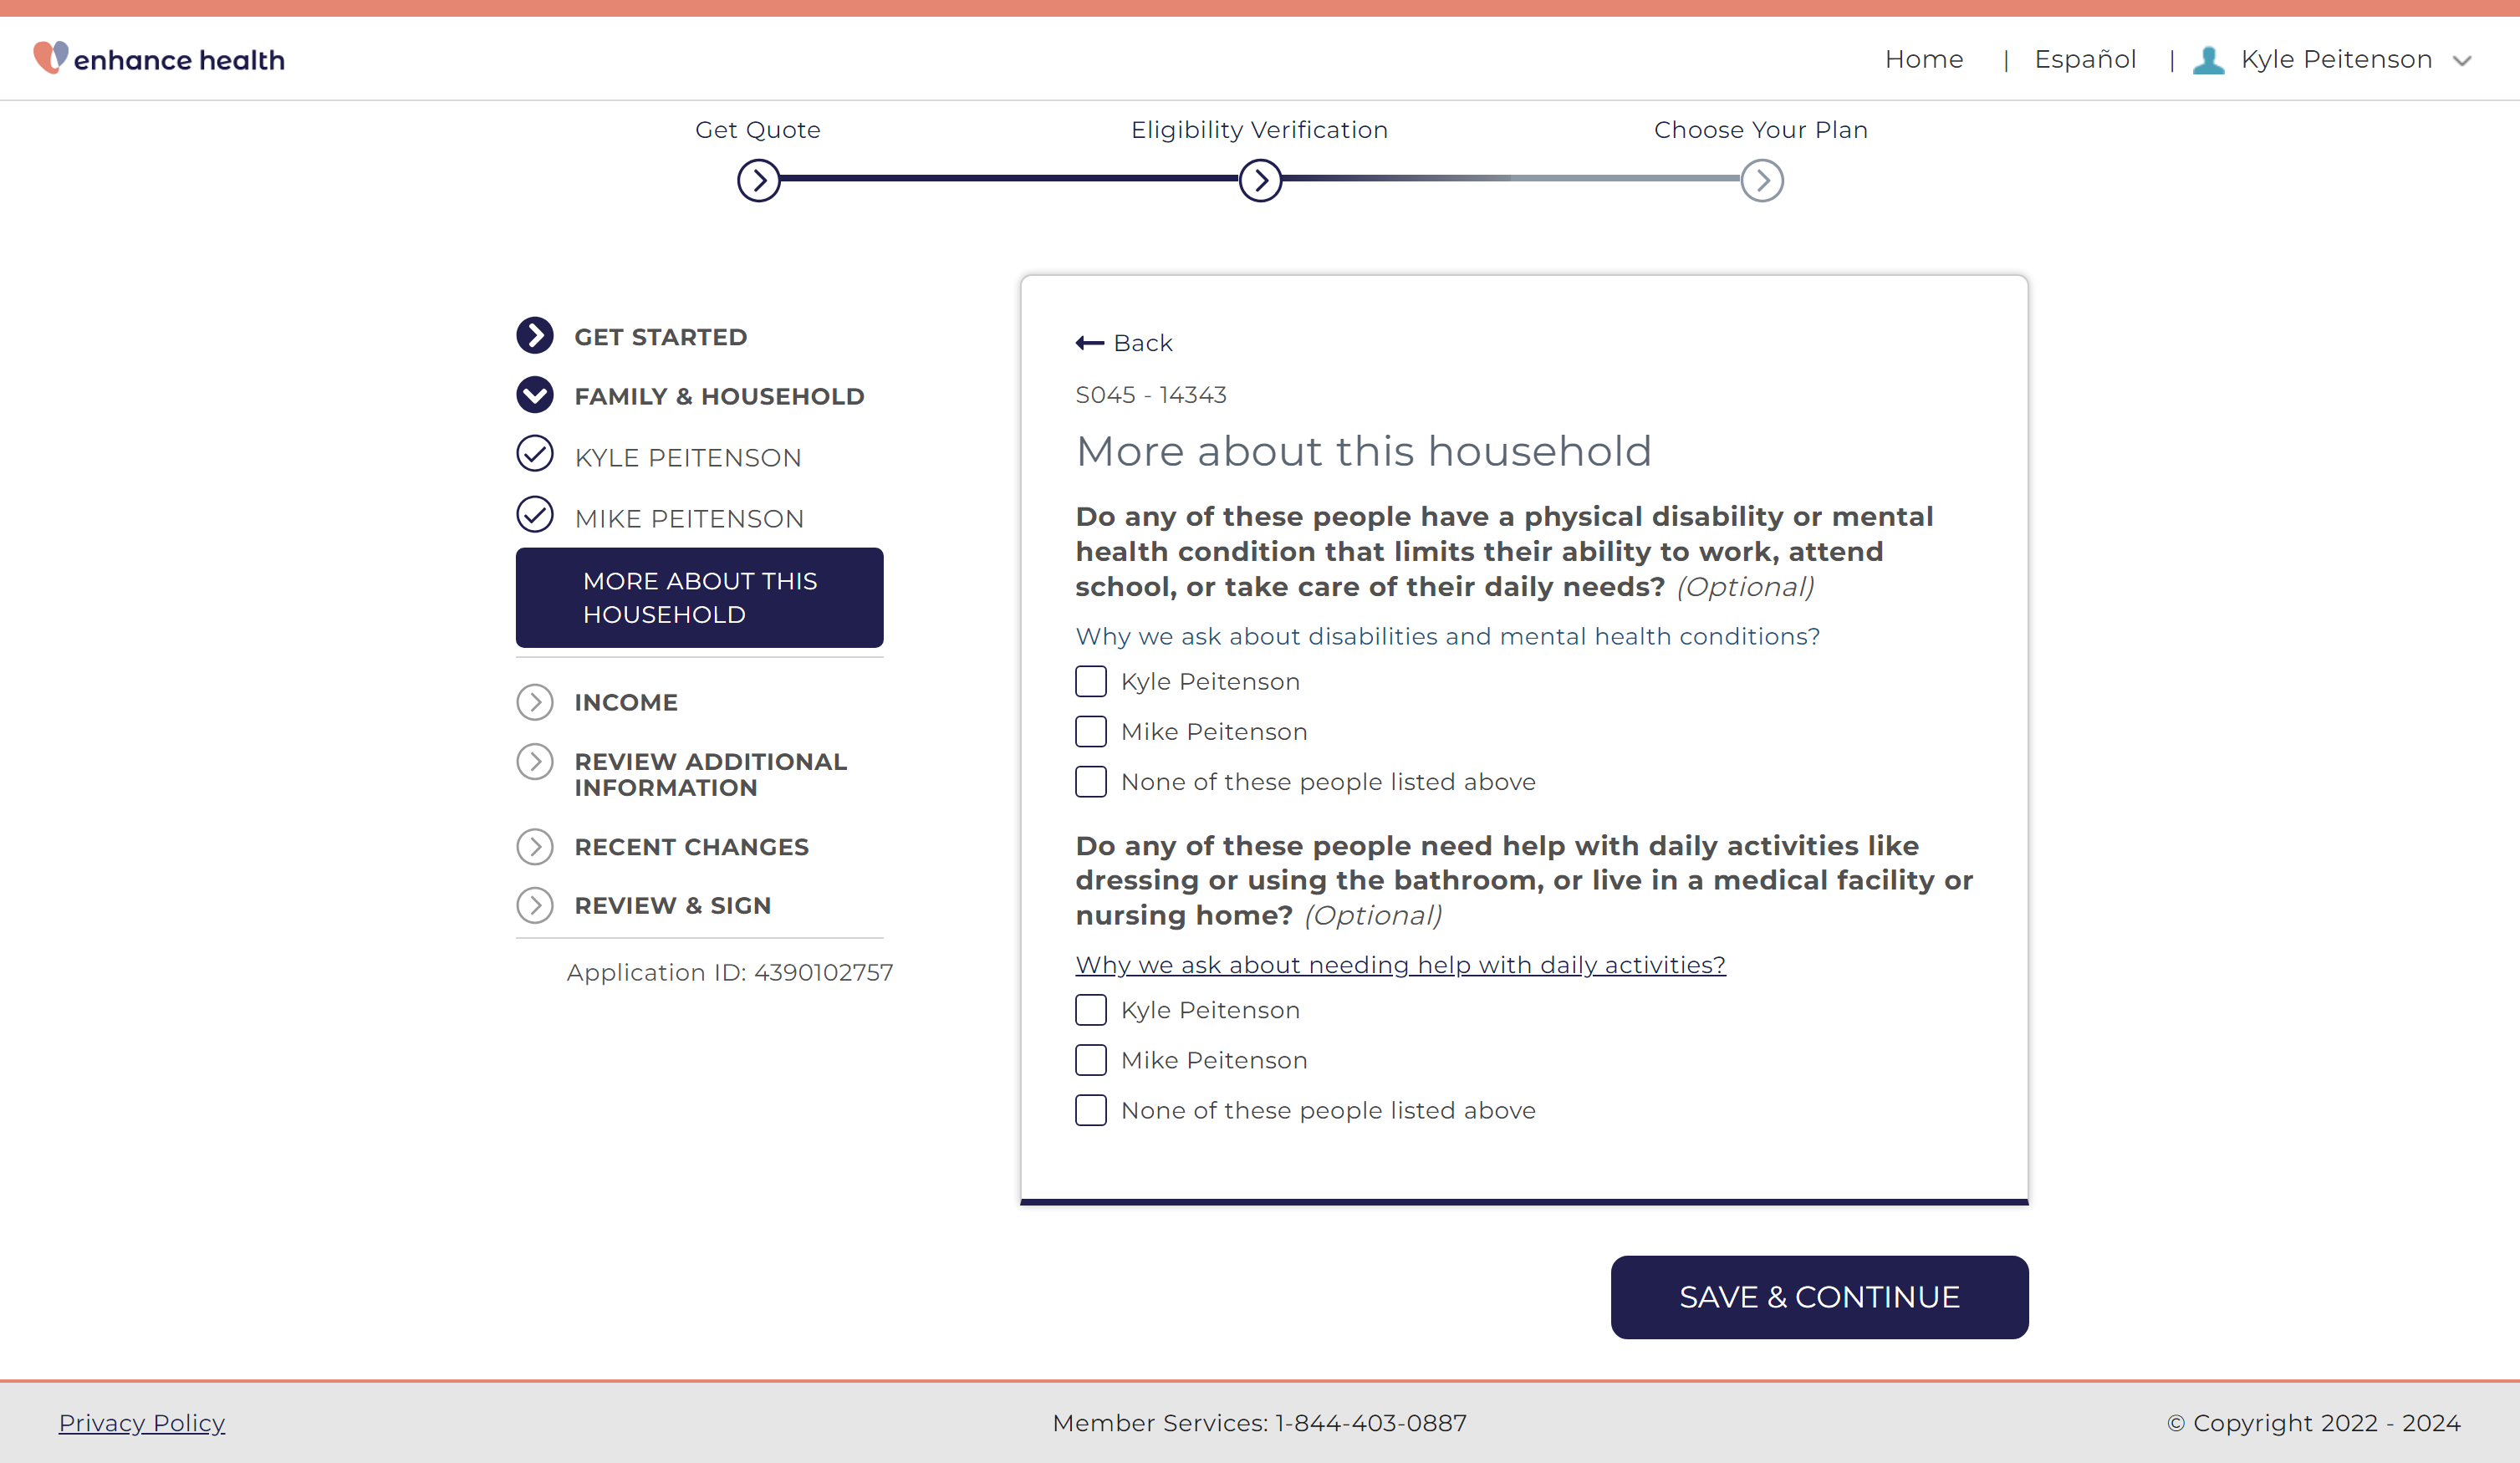 enhance health
Home | Español | Kyle Peitenson
Get Quote
Eligibility Verification
Choose Your Plan
GET STARTED
FAMILY & HOUSEHOLD
KYLE PEITENSON
MIKE PEITENSON
MORE ABOUT THIS
HOUSEHOLD
INCOME
REVIEW ADDITIONAL
INFORMATION
RECENT CHANGES
REVIEW & SIGN
Application ID: 4390102757
Back
S045 - 14343
More about this household
Do any of these people have a physical disability or mental
health condition that limits their ability to work, attend
school, or take care of their daily needs? (Optional)
Why we ask about disabilities and mental health conditions?
Kyle Peitenson
Mike Peitenson
None of these people listed above
Do any of these people need help with daily activities like
dressing or using the bathroom, or live in a medical facility or
nursing home? (Optional)
Why we ask about needing help with daily activities?
Kyle Peitenson
Mike Peitenson
None of these people listed above
SAVE & CONTINUE
Privacy Policy
Member Services: 1-844-403-0887
© Copyright 2022 - 2024